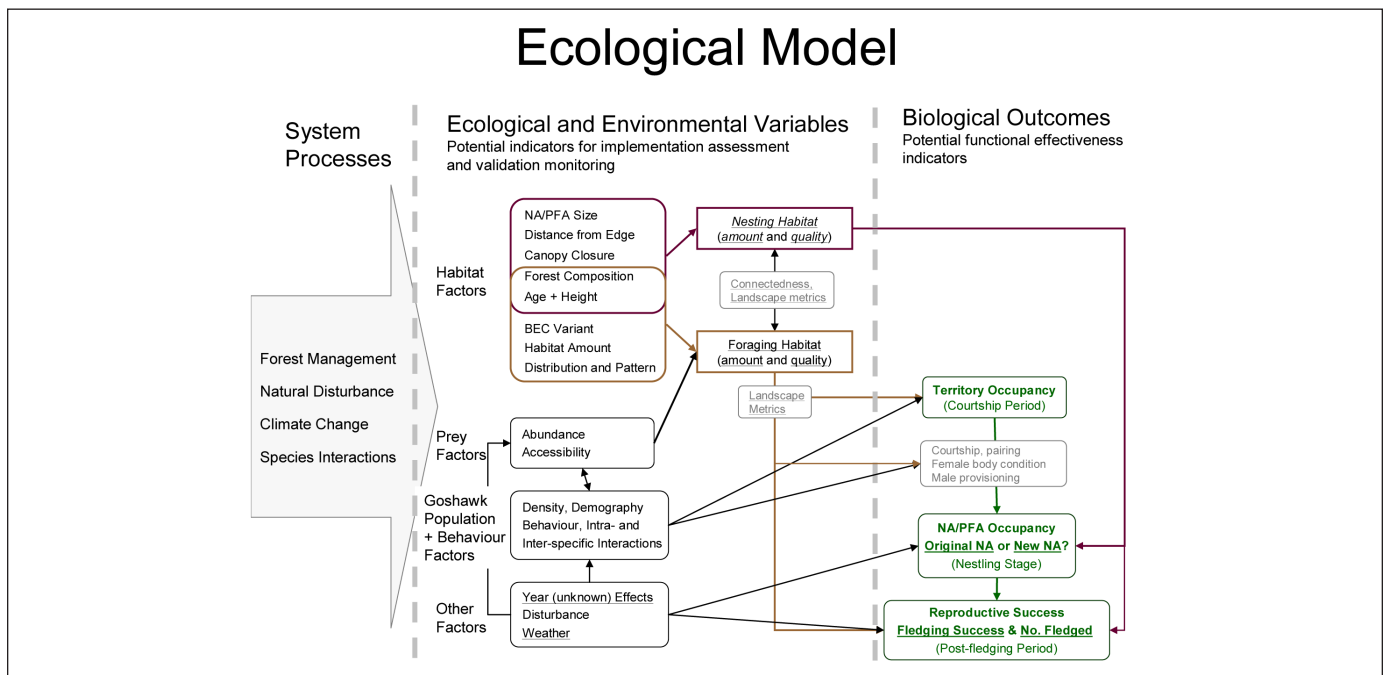 Ecological Model
System
Processes
Forest Management
Natural Disturbance
Climate Change
Species Interactions
Ecological and Environmental Variables
Potential indicators for implementation assessment
and validation monitoring
Habitat
Factors
NA/PFA Size
Distance from Edge
Canopy Closure
Forest Composition
Age + Height
BEC Variant
Habitat Amount
Distribution and Pattern
Nesting Habitat
(amount and quality)
Connectedness,
Landscape metrics
Foraging Habitat
(amount and quality)
Landscape
Metrics
Prey
Factors
Abundance
Accessibility
Goshawk
Population
+ Behaviour
Factors
Density, Demography
Behaviour, Intra- and
Inter-specific Interactions
Other
Factors
Year (unknown) Effects
Disturbance
Weather
Biological Outcomes
Potential functional effectiveness
indicators
Territory Occupancy
(Courtship Period)
Courtship, pairing
Female body condition
Male provisioning
NA/PFA Occupancy
Original NA or New NA?
(Nestling Stage)
Reproductive Success
Fledging Success & No. Fledged
(Post-fledging Period)